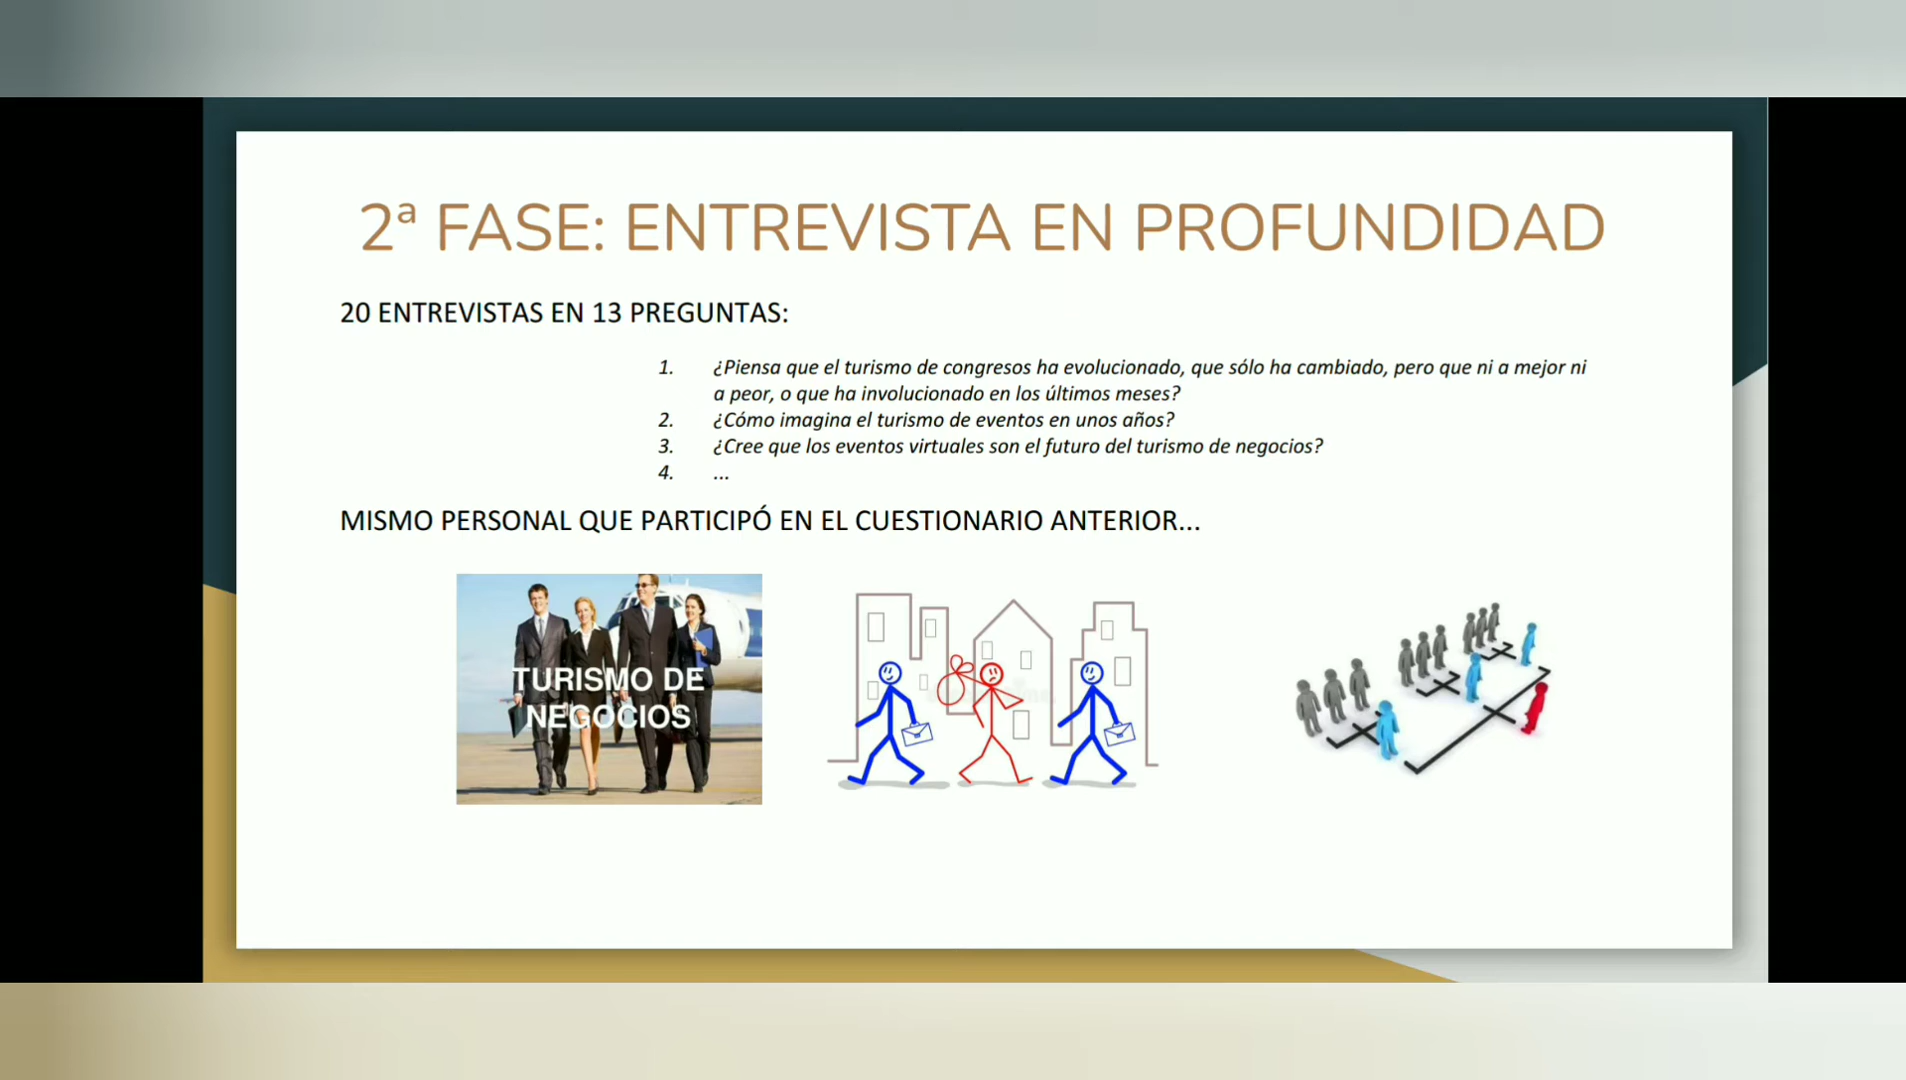 2ª FASE: ENTREVISTA EN PROFUNDIDAD
20 ENTREVISTAS EN 13 PREGUNTAS:
1. ¿Piensa que el turismo de congresos ha evolucionado, que sólo ha cambiado, pero que ni a mejor ni
a peor, o que ha involucionado en los últimos meses?
2. ¿Cómo imagina el turismo de eventos en unos años?
3. ¿Cree que los eventos virtuales son el futuro del turismo de negocios?
4. ...
MISMO PERSONAL QUE PARTICIPÓ EN EL CUESTIONARIO ANTERIOR...
TURISMO DE
NEGOCIOS